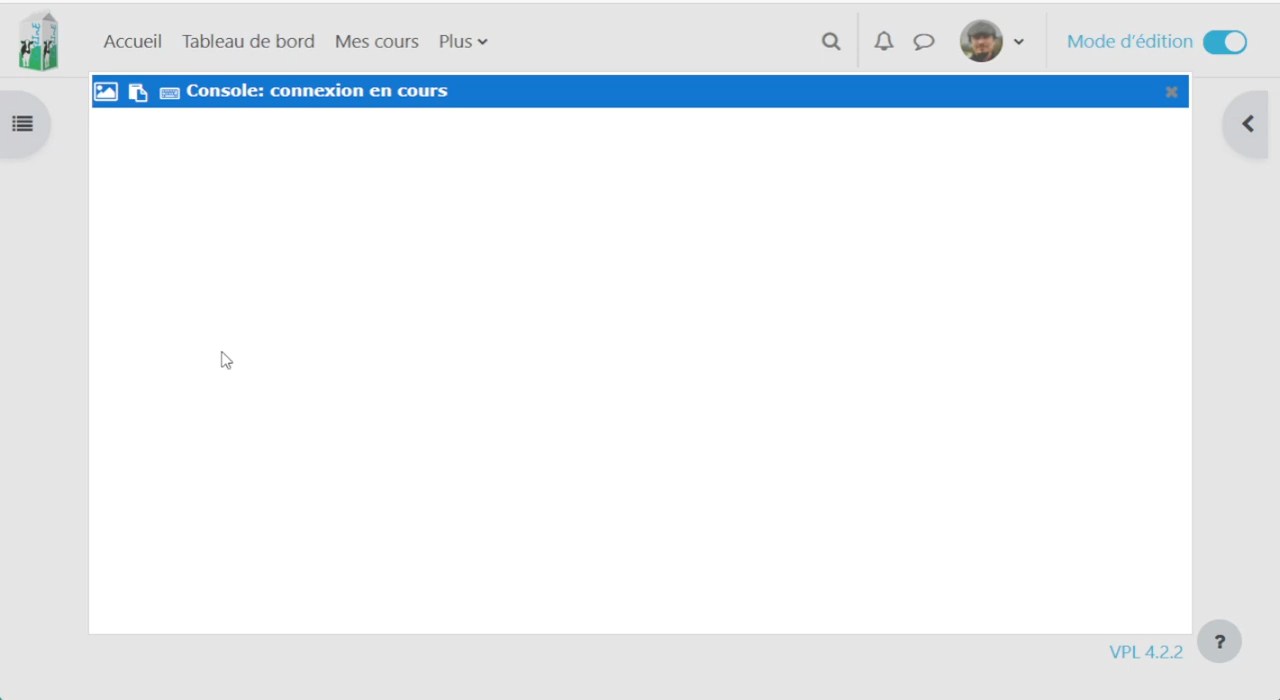 Accueil Tableau de bord Mes cours Plus Mode d'édition
Console: connexion en cours
VPL 4.2.2
?